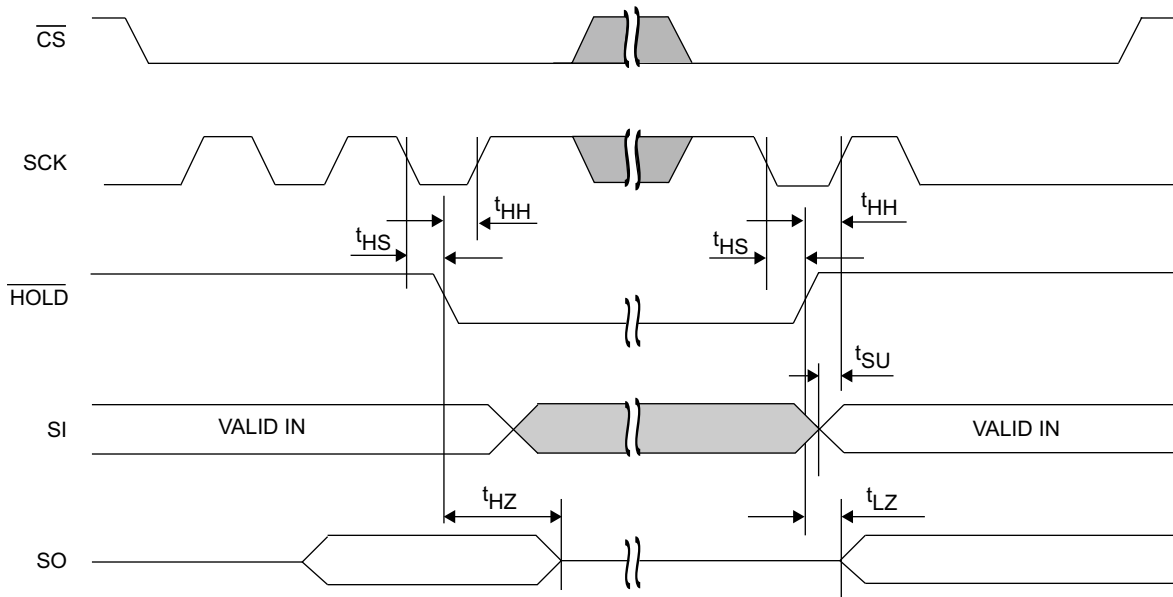 CS
SCK
tHH
tHH
tHS
tHS
HOLD
tSU
SI
VALID IN
VALID IN
tHZ
tLZ
SO